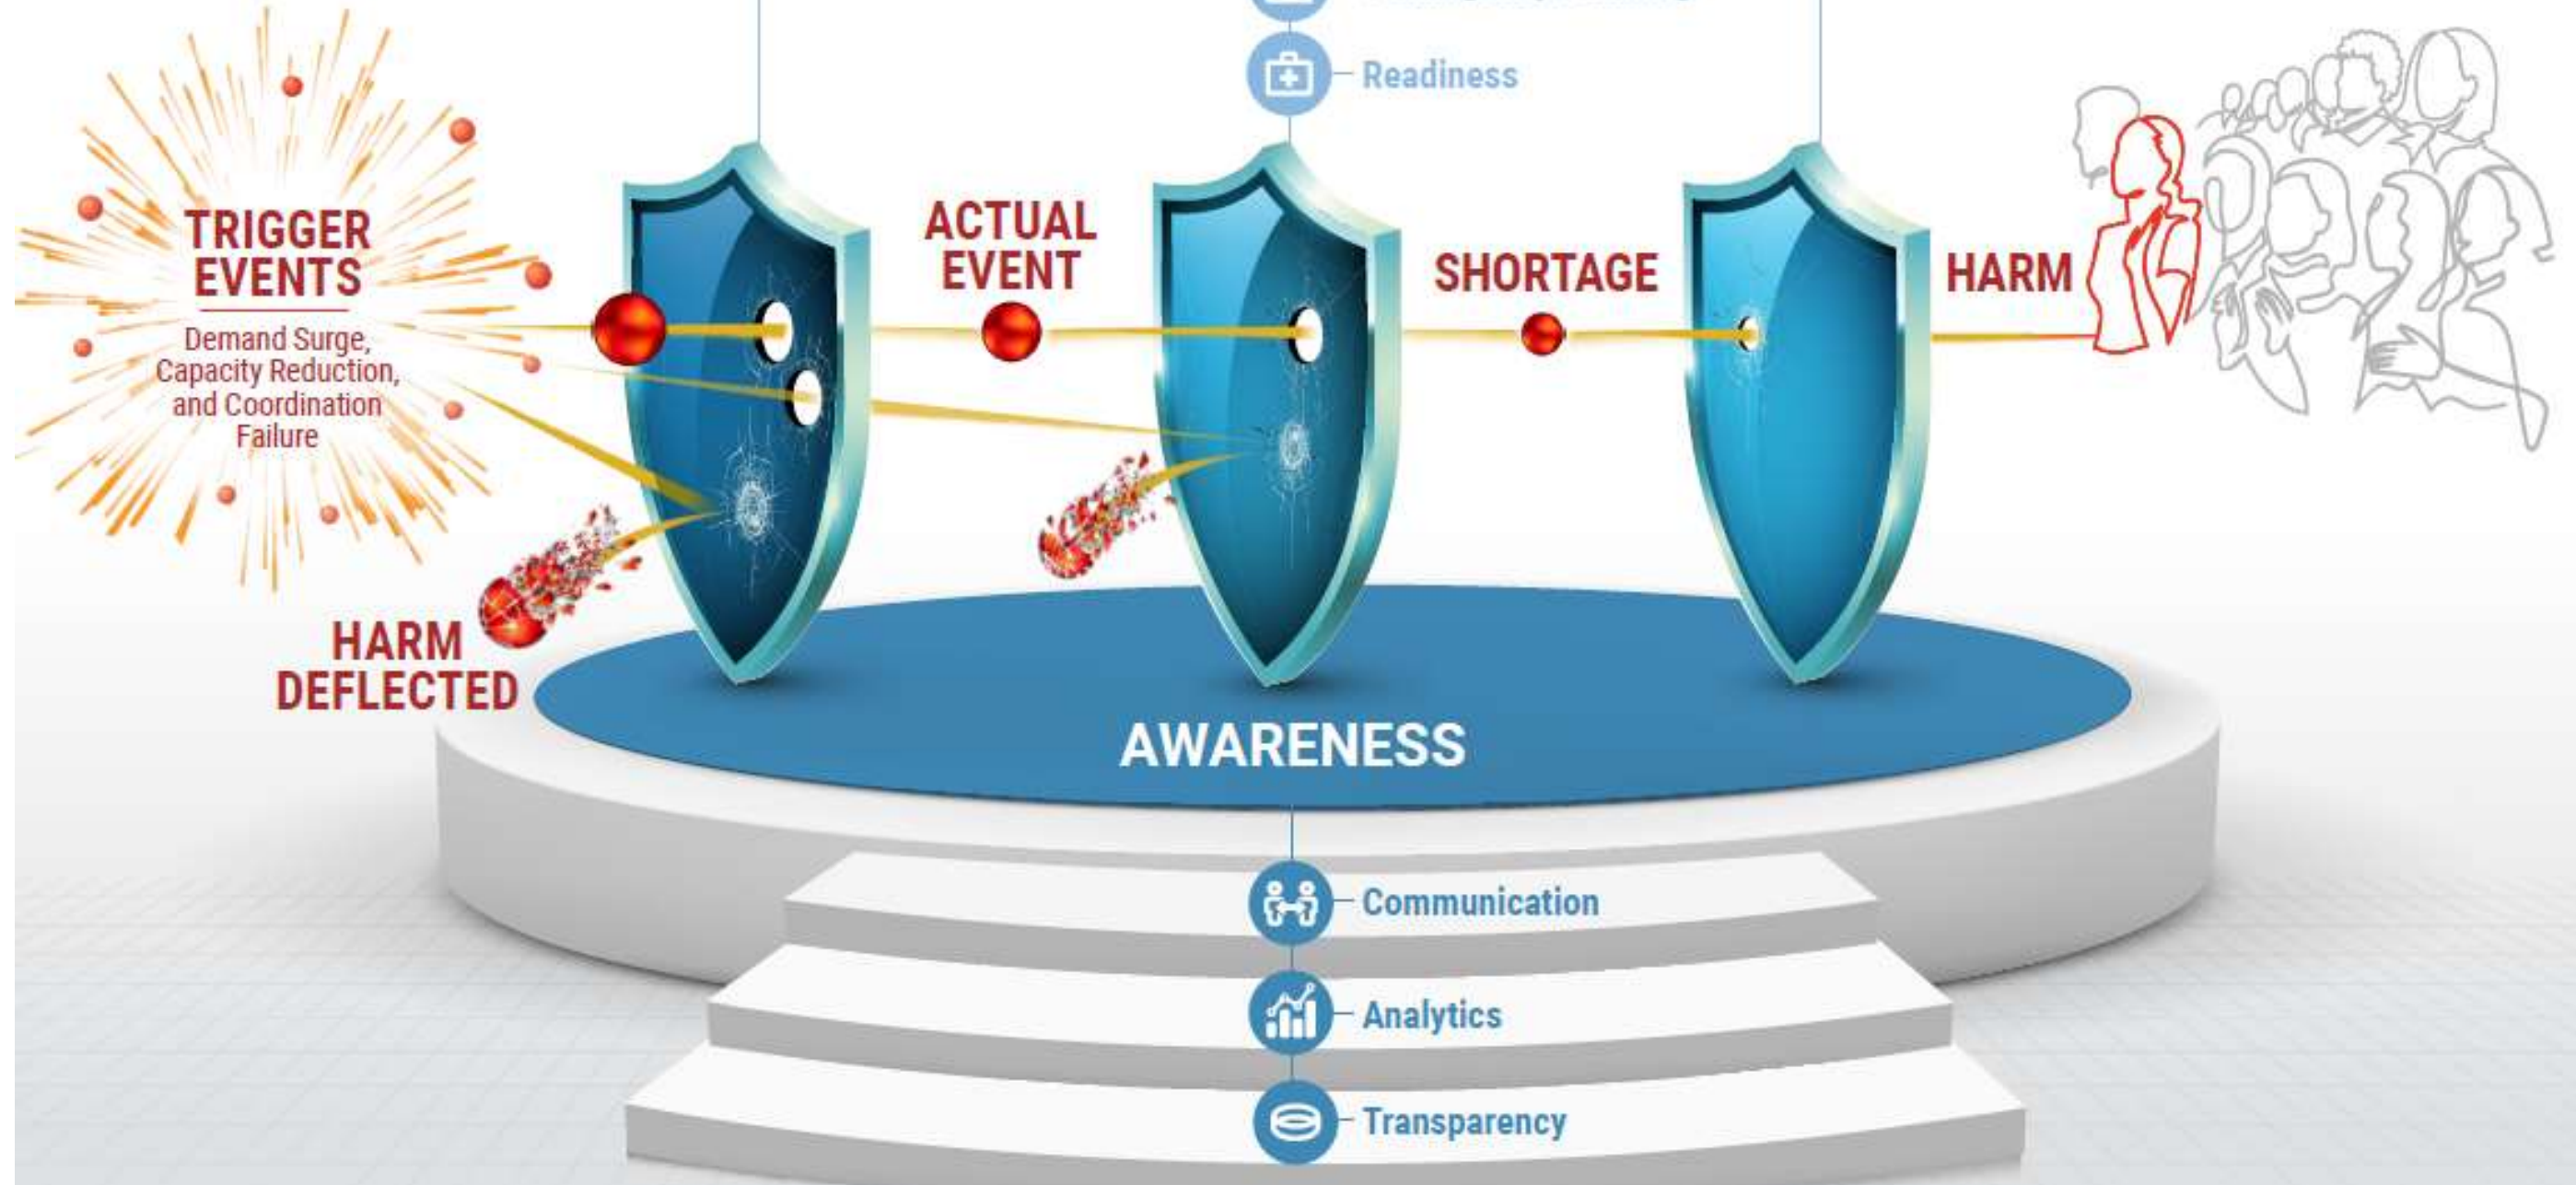 Readiness
TRIGGER
EVENTS
Demand Surge,
Capacity Reduction,
and Coordination
Failure
ACTUAL
EVENT
SHORTAGE
HARM
HARM
DEFLECTED
AWARENESS
Communication
Analytics
Transparency